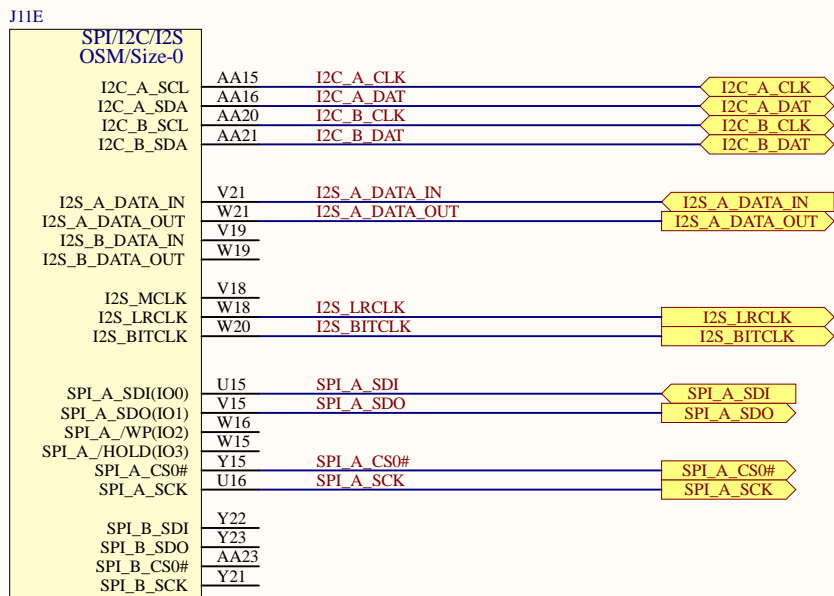 J11E
SPI/I2C/I2S
OSM/Size-0
I2C_A_SCL AA15 I2C_A_CLK I2C_A_CLK
I2C_A_SDA AA16 I2C_A_DAT I2C_A_DAT
I2C_B_SCL AA20 I2C_B_CLK I2C_B_CLK
I2C_B_SDA AA21 I2C_B_DAT I2C_B_DAT
I2S_A_DATA_IN V21 I2S_A_DATA_IN I2S_A_DATA_IN
I2S_A_DATA_OUT W21 I2S_A_DATA_OUT I2S_A_DATA_OUT
I2S_B_DATA_IN V19
I2S_B_DATA_OUT W19
I2S_MCLK V18
I2S_LRCLK W18 I2S_LRCLK I2S_LRCLK
I2S_BITCLK W20 I2S_BITCLK I2S_BITCLK
SPI_A_SDI(IO0) U15 SPI_A_SDI SPI_A_SDI
SPI_A_SDO(IO1) V15 SPI_A_SDO SPI_A_SDO
SPI_A_/WP(IO2) W16
SPI_A_/HOLD(IO3) W15
SPI_A_CS0# Y15 SPI_A_CS0# SPI_A_CS0#
SPI_A_SCK U16 SPI_A_SCK SPI_A_SCK
SPI_B_SDI Y22
SPI_B_SDO Y23
SPI_B_CS0# AA23
SPI_B_SCK Y21